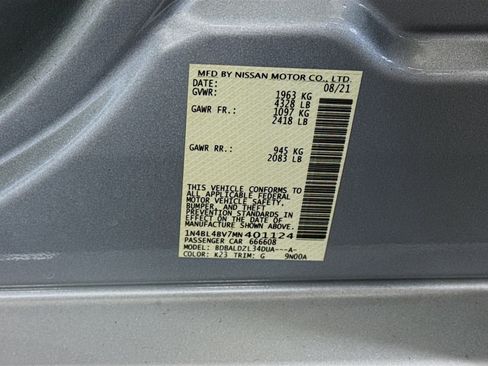 MFD BY NISSAN MOTOR CO., LTD.
DATE: 08/21
GVWR: 1963 KG
4328 LB
GAWR FR.: 1097 KG
2418 LB
GAWR RR.: 945 KG
2083 LB
THIS VEHICLE CONFORMS TO
ALL APPLICABLE FEDERAL
MOTOR VEHICLE SAFETY,
BUMPER, AND THEFT
PREVENTION STANDARDS
IN EFFECT ON THE DATE OF
MANUFACTURE SHOWN ABOVE.
1N4BL4BV7MN401124
PASSENGER CAR 666608
MODEL: BDBALDZL34DUA---A-
COLOR: K23 TRIM: G 9N00A